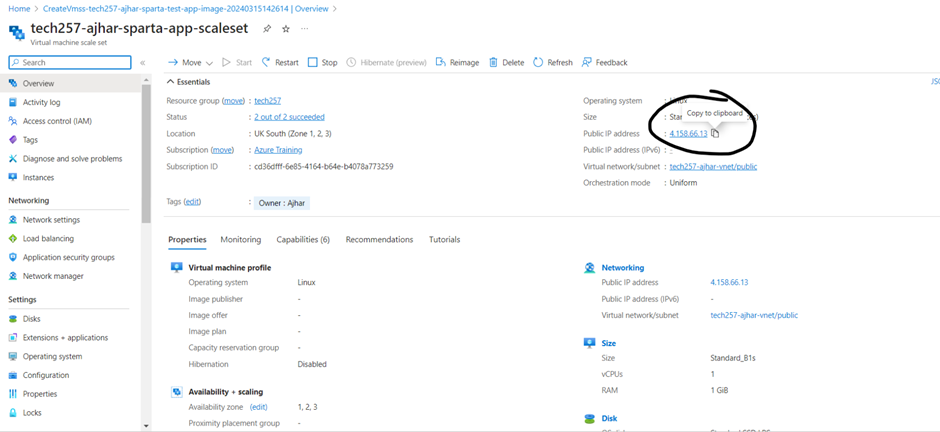 Home > CreateVmss-tech257-ajhar-sparta-test-app-image-20240315142614 | Overview >
tech257-ajhar-sparta-app-scaleset
Virtual machine scale set
Search
Move
Start
Restart
Stop
Hibernate (preview)
Reimage
Delete
Refresh
Feedback
Overview
Activity log
Access control (IAM)
Tags
Diagnose and solve problems
Instances
Networking
Network settings
Load balancing
Application security groups
Network manager
Settings
Disks
Extensions + applications
Operating system
Configuration
Properties
Locks
Essentials
Resource group (move) : tech257
Status : 2 out of 2 succeeded
Location : UK South (Zone 1, 2, 3)
Subscription (move) : Azure Training
Subscription ID : cd36dfff-6e85-4164-b64e-b4078a773259
Tags (edit) : Owner : Ajhar
Operating system : Linux
Size :
Copy to clipboard
Public IP address : 4.158.66.13
Public IP address (IPv6) : -
Virtual network/subnet : tech257-ajhar-vnet/public
Orchestration mode : Uniform
Properties
Monitoring
Capabilities (6)
Recommendations
Tutorials
Virtual machine profile
Operating system Linux
Image publisher -
Image offer -
Image plan -
Capacity reservation group -
Hibernation Disabled
Availability + scaling
Availability zone (edit) 1, 2, 3
Proximity placement group -
Networking
Public IP address 4.158.66.13
Public IP address (IPv6) -
Virtual network/subnet tech257-ajhar-vnet/public
Size
Size Standard_B1s
vCPUs 1
RAM 1 GiB
Disk